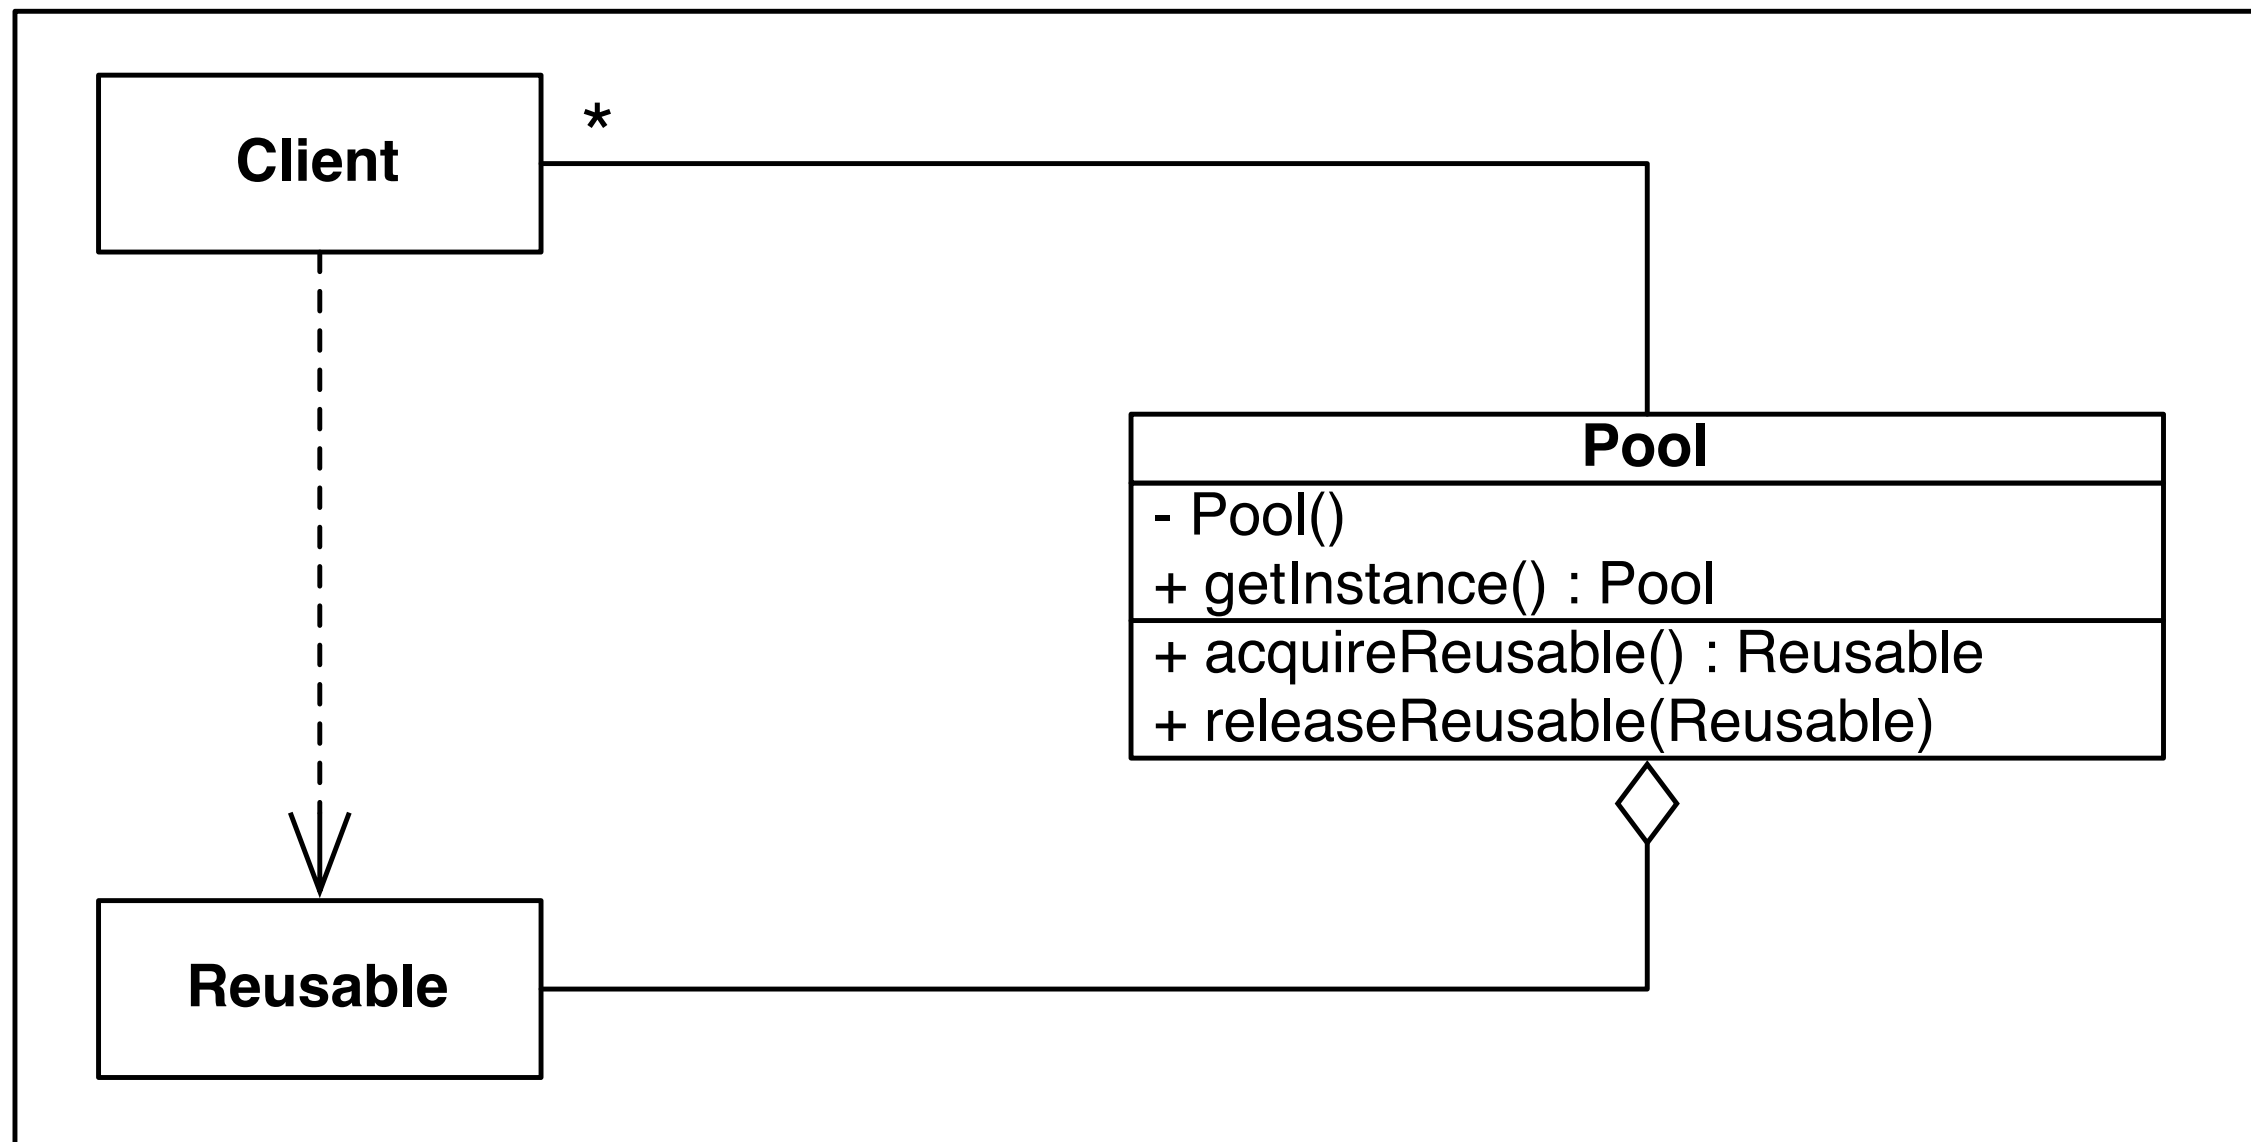 Client
*
Pool
- Pool()
+ getInstance() : Pool
+ acquireReusable() : Reusable
+ releaseReusable(Reusable)
Reusable